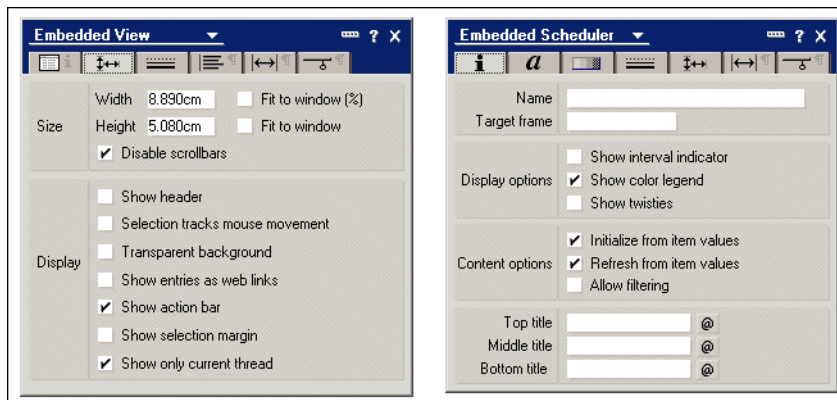 Embedded View
? X
i
Size
Width 8.890cm Fit to window (%)
Height 5.080cm Fit to window
Disable scrollbars
Display
Show header
Selection tracks mouse movement
Transparent background
Show entries as web links
Show action bar
Show selection margin
Show only current thread
Embedded Scheduler
? X
i a
Name
Target frame
Display options
Show interval indicator
Show color legend
Show twisties
Content options
Initialize from item values
Refresh from item values
Allow filtering
Top title @
Middle title @
Bottom title @